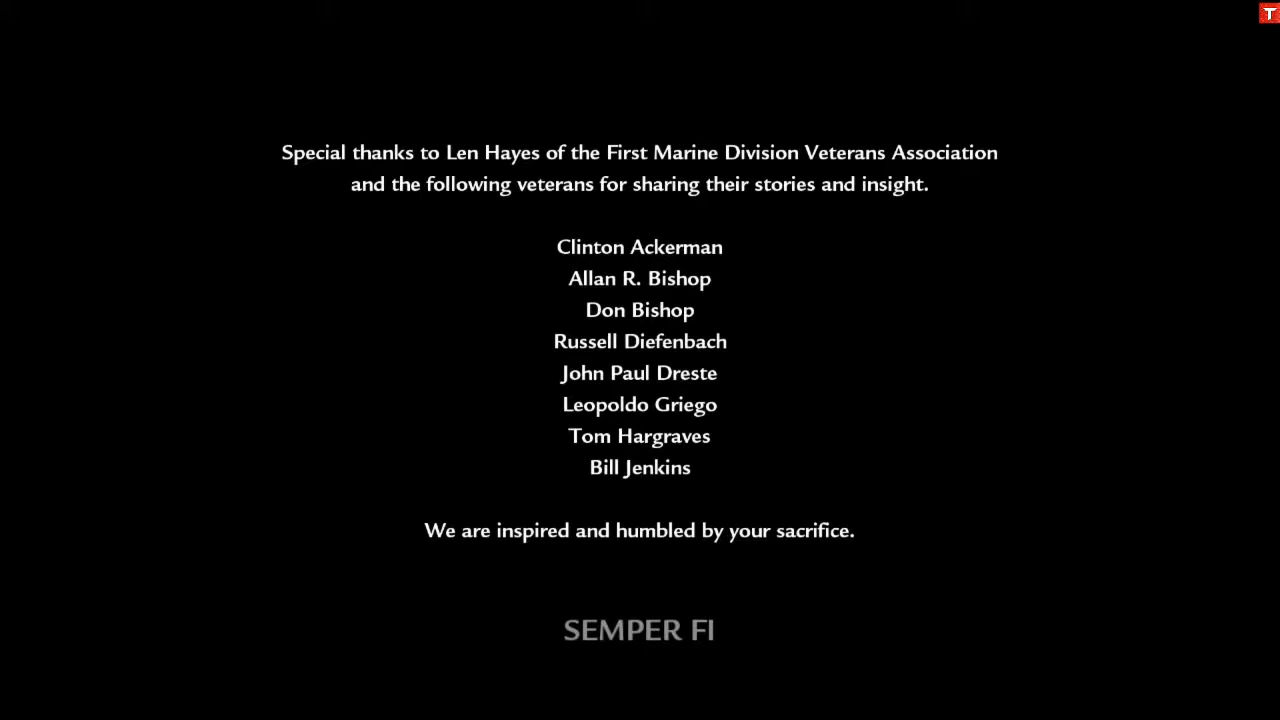 T
Special thanks to Len Hayes of the First Marine Division Veterans Association
and the following veterans for sharing their stories and insight.
Clinton Ackerman
Allan R. Bishop
Don Bishop
Russell Diefenbach
John Paul Dreste
Leopoldo Griego
Tom Hargraves
Bill Jenkins
We are inspired and humbled by your sacrifice.
SEMPER FI